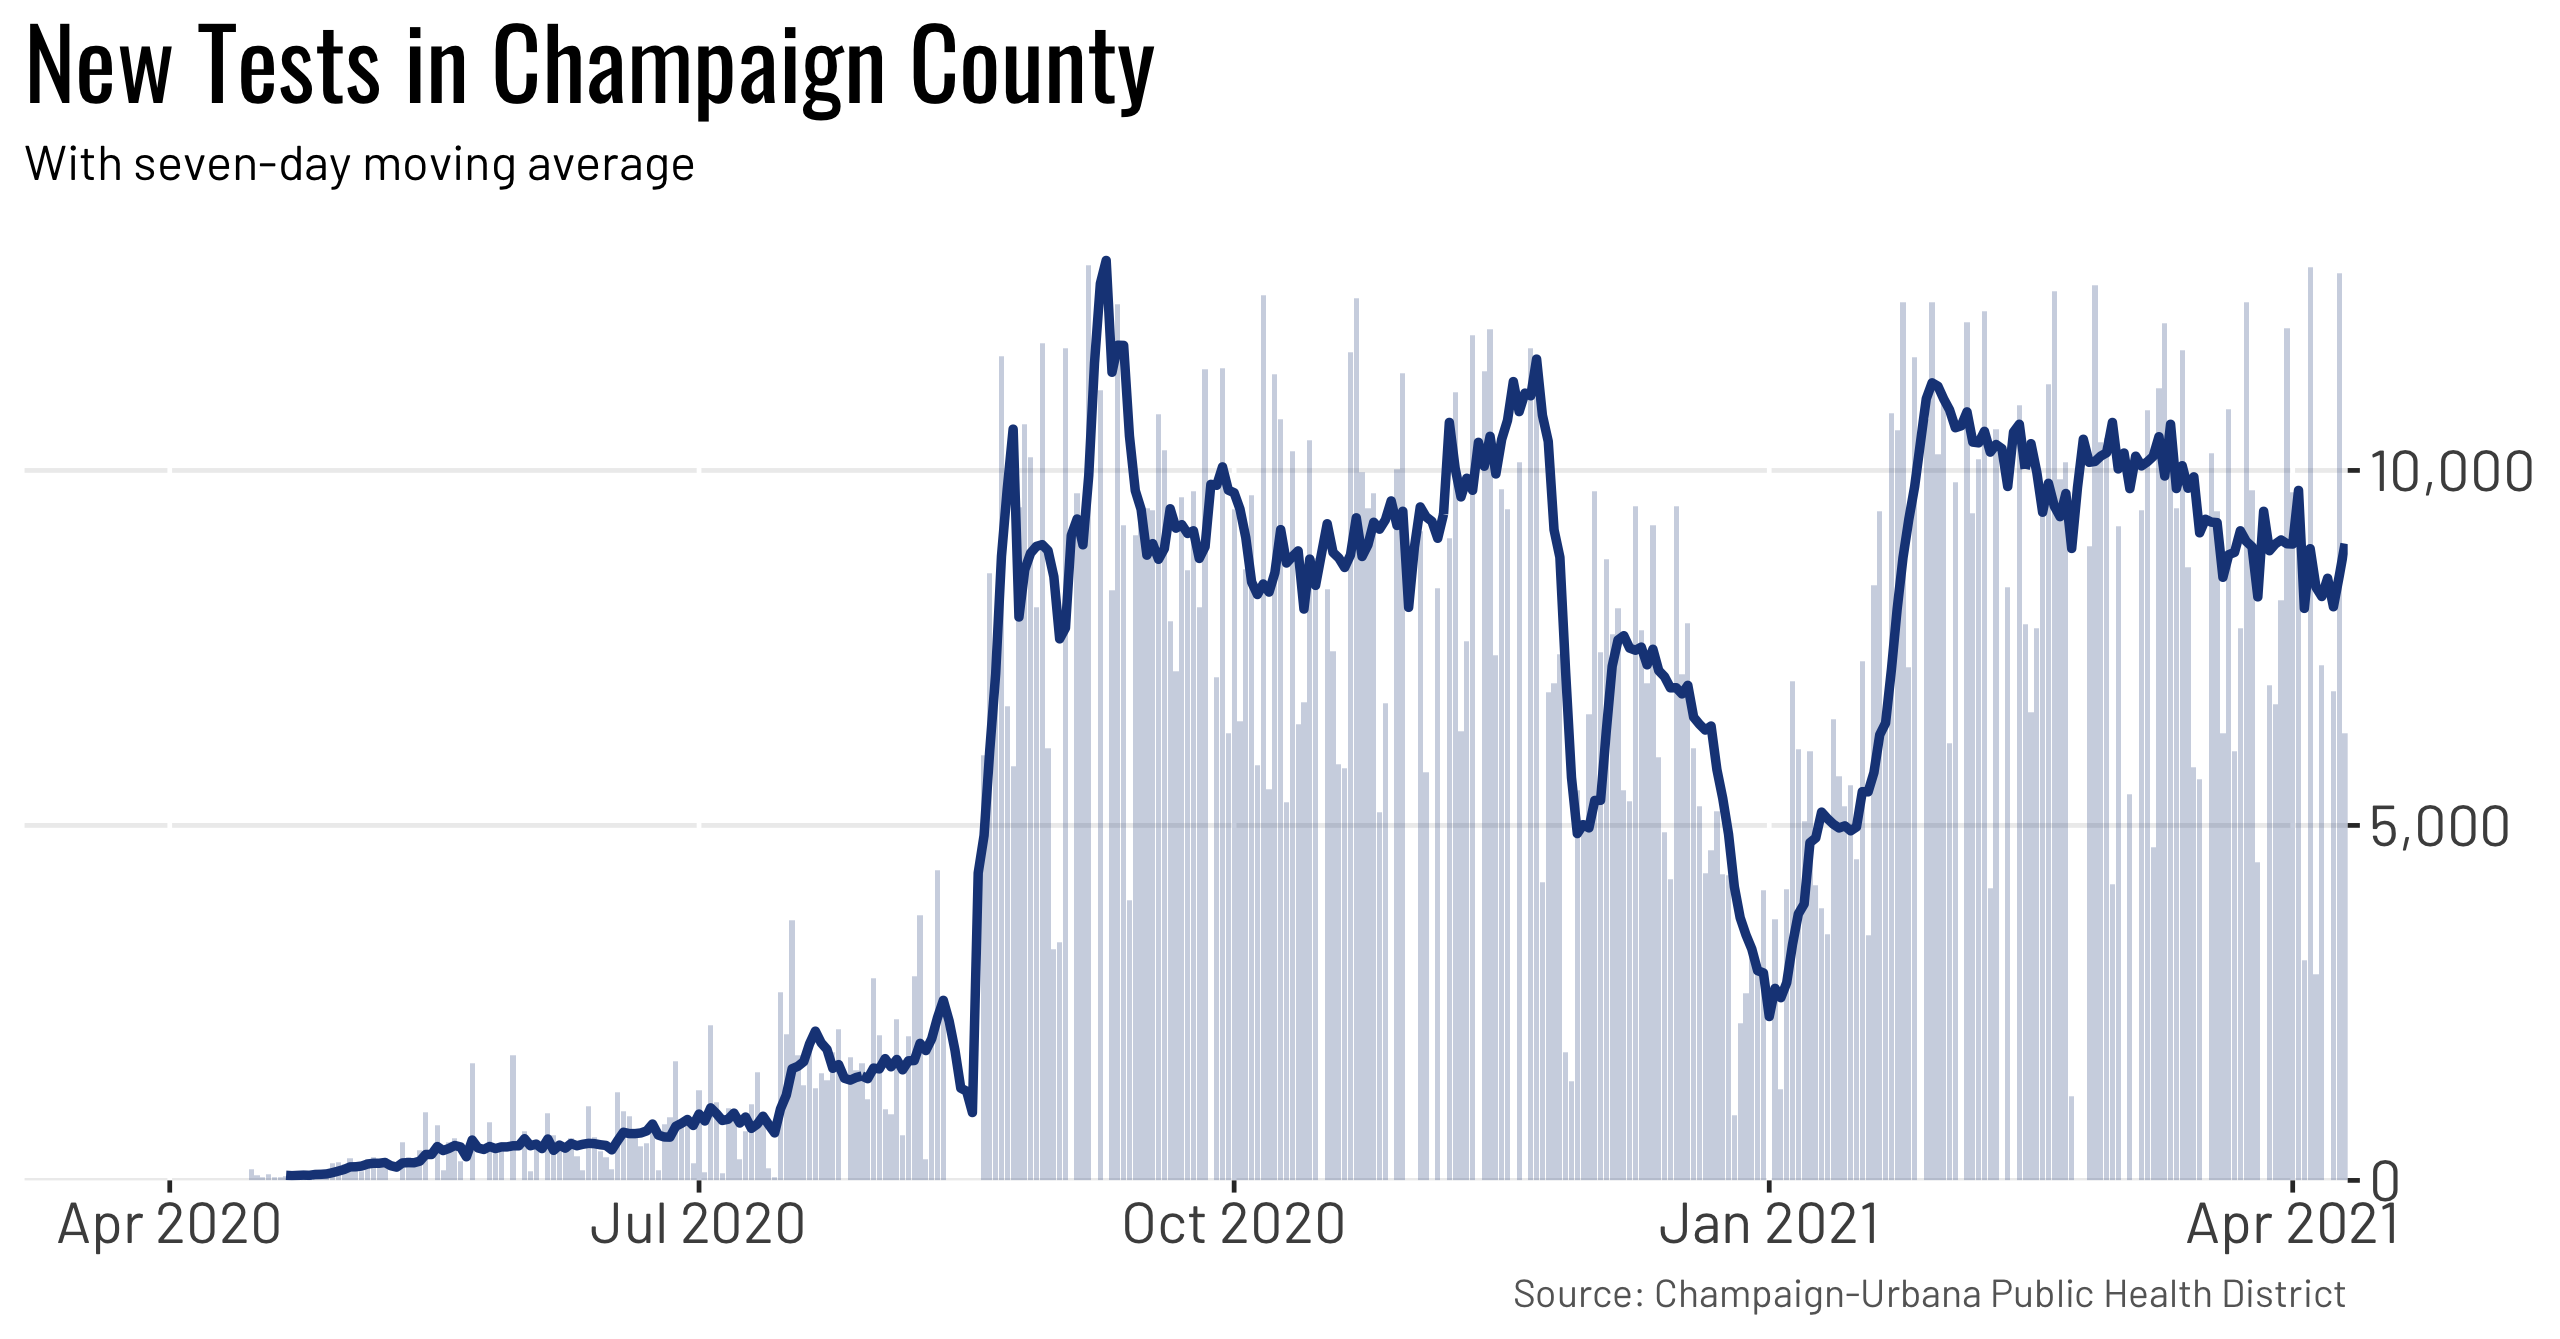 New Tests in Champaign County
With seven-day moving average
10,000
5,000
0
Apr 2020 Jul 2020 Oct 2020 Jan 2021 Apr 2021
Source: Champaign-Urbana Public Health District